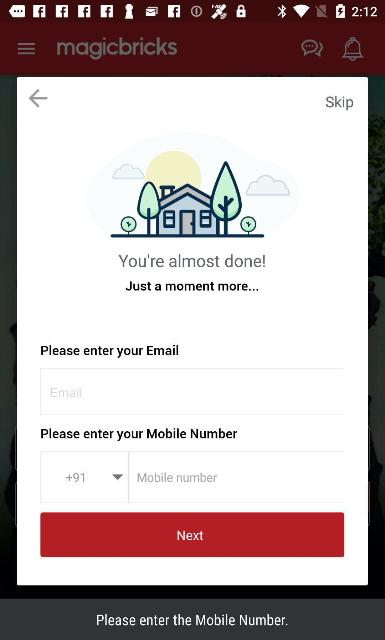 2:12
magicbricks
Skip
You're almost done!
Just a moment more...
Please enter your Email
Email
Please enter your Mobile Number
+91 Mobile number
Next
Please enter the Mobile Number.